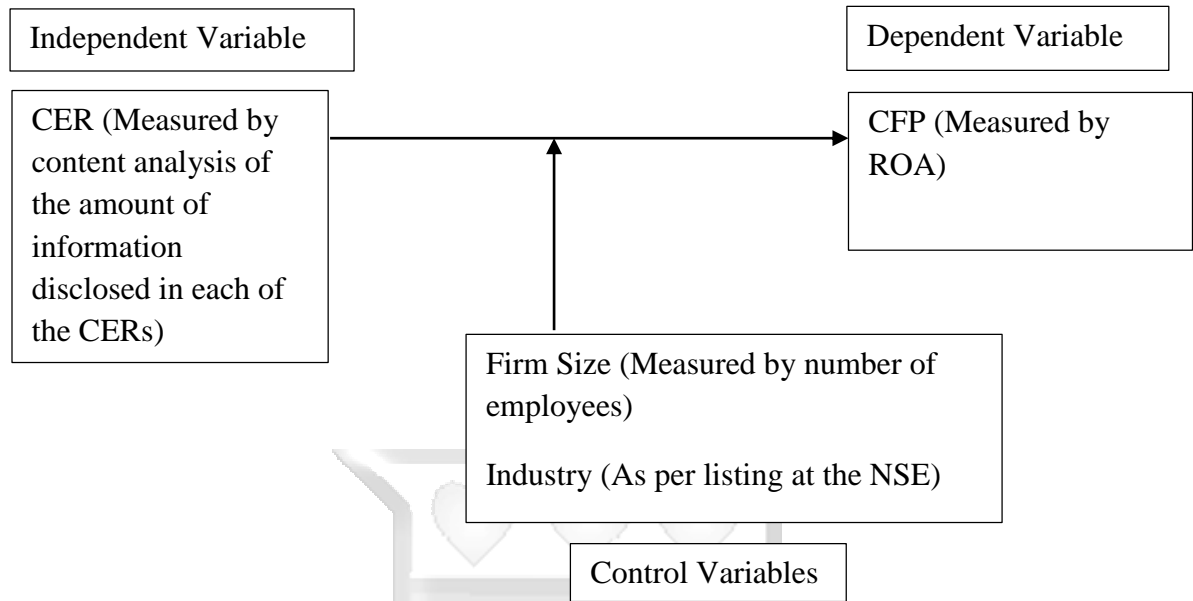 Independent Variable
Dependent Variable
CER (Measured by
content analysis of
the amount of
information
disclosed in each of
the CERs)
CFP (Measured by
ROA)
Firm Size (Measured by number of
employees)
Industry (As per listing at the NSE)
Control Variables